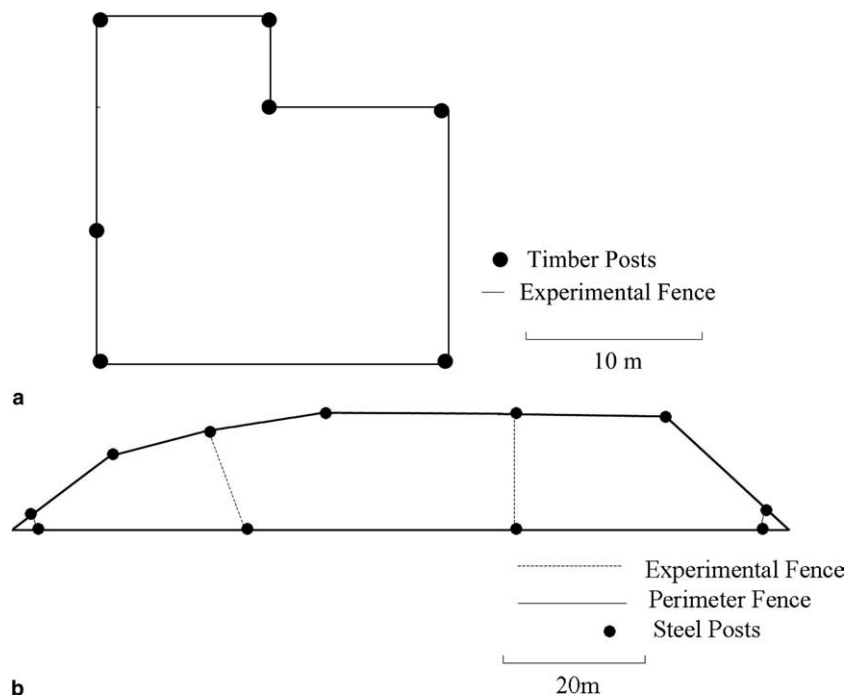 Timber Posts
Experimental Fence
10 m
a
Experimental Fence
Perimeter Fence
Steel Posts
20m
b